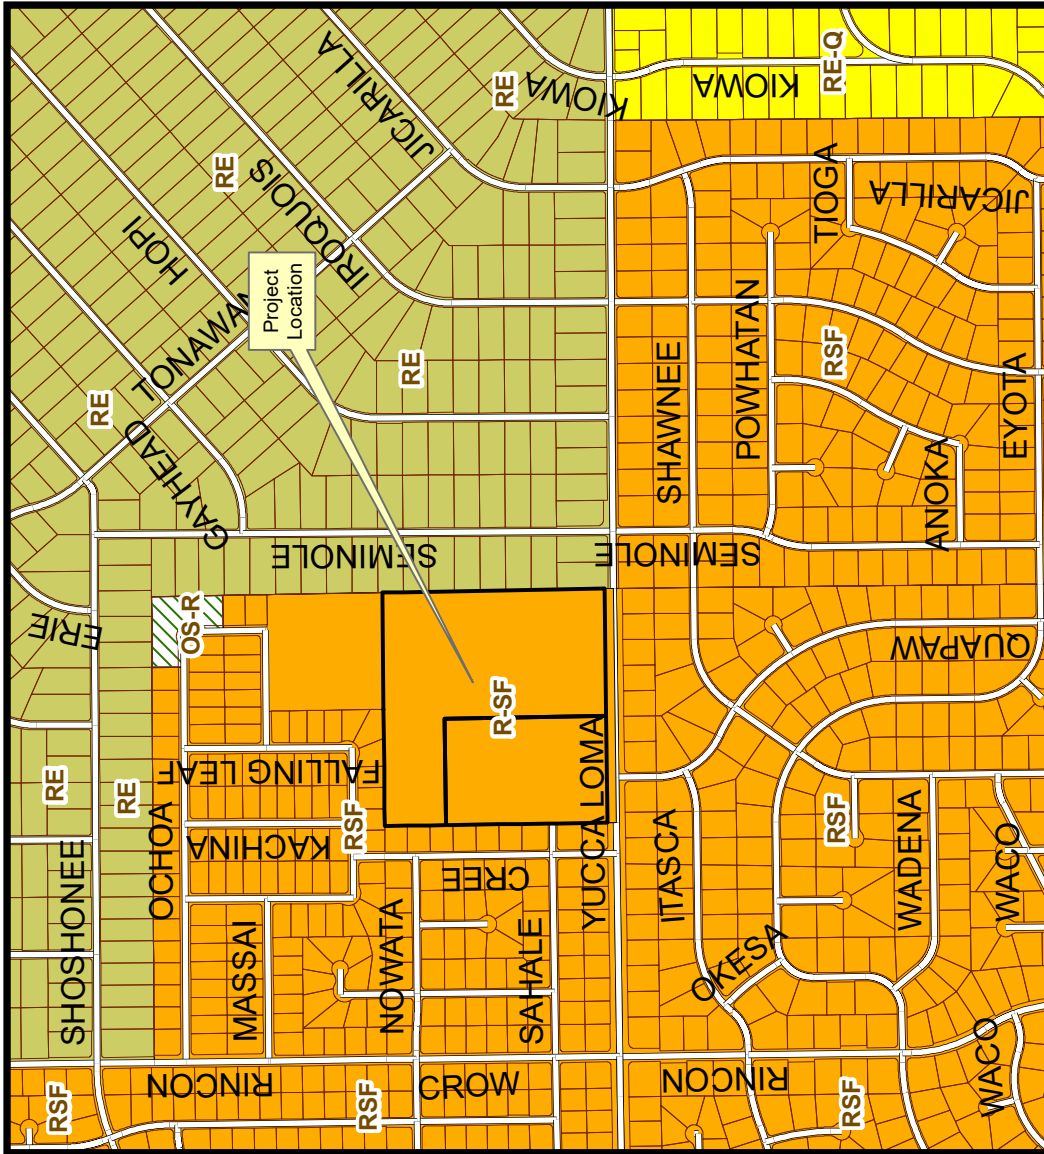 JICARILLA
RE
KIOWA
KIOWA
RE-Q
RE
IROQUOIS
HOPI
Project
Location
TIOGA
JICARILLA
TONAWAN
RE
RE
GAYHEAD
SHAWNEE
POWHATAN
RSF
ANOKA
EYOTA
SEMINOLE
SEMINOLE
ERIE
OS-R
QUAPAW
R-SF
RE
RE
FALLING LEAF
RSF
KACHINA
OCHOA
SHOSHONEE
MASSAI
NOWATA
CREE
SAHALE
YUCCA LOMA
ITASCA
OKESA
RSF
WADENA
WACO
WACO
RINCON
CROW
RINCON
RSF
RSF
RSF